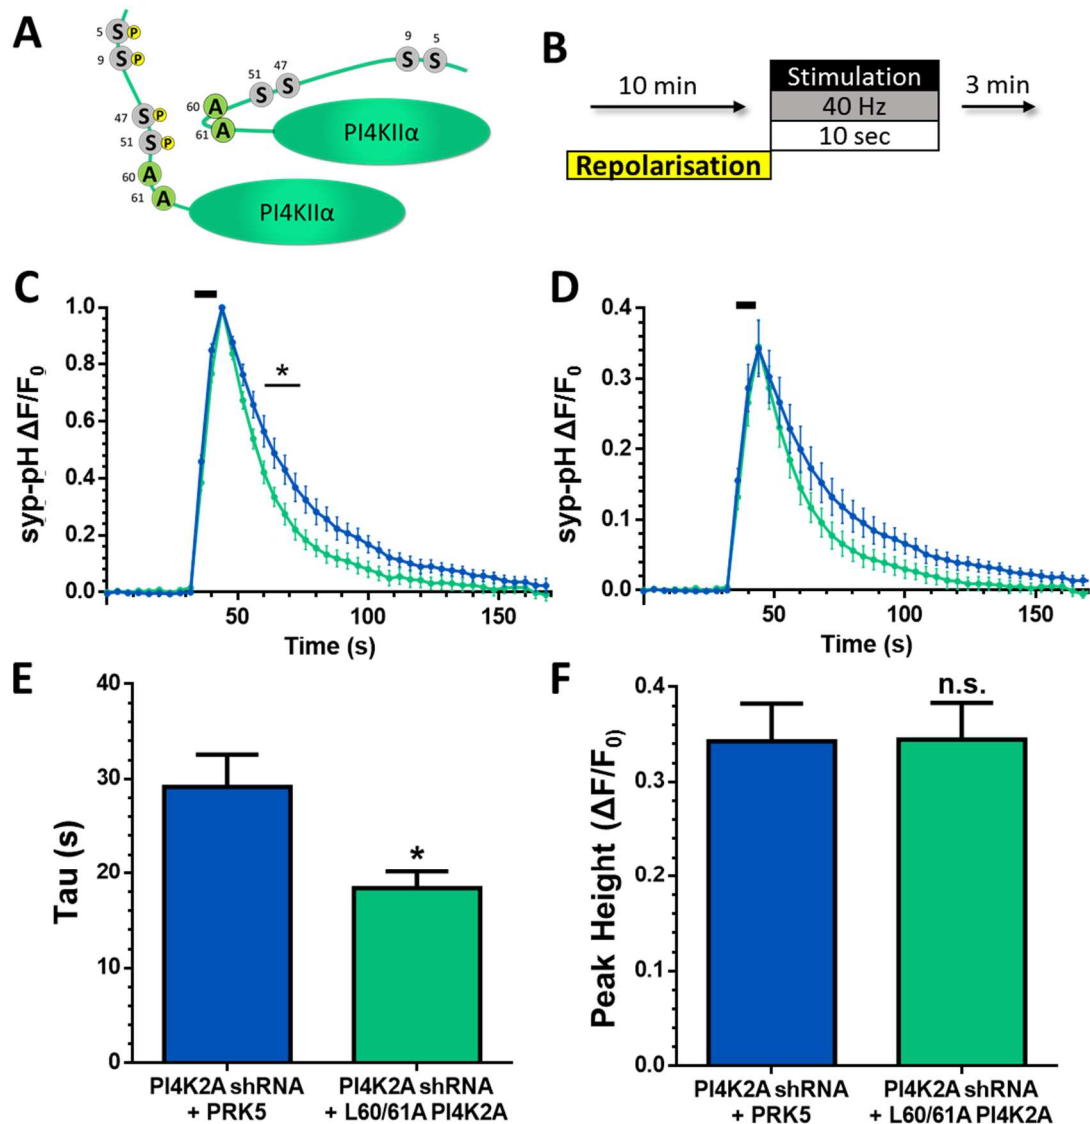 A
5 S P
9 S P
47 S P
51 S P
60 A
61 A
PI4KIIα
9 5
S S
51 47
S S
60 A
61 A
PI4KIIα
B
10 min
Stimulation
40 Hz
10 sec
3 min
Repolarisation
C
syp-pH ΔF/F0
1.0
0.8
0.6
0.4
0.2
0.0
*
50 100 150
Time (s)
D
syp-pH ΔF/F0
0.4
0.3
0.2
0.1
0.0
50 100 150
Time (s)
E
Tau (s)
40
30
20
10
0
*
PI4K2A shRNA
+ PRK5
PI4K2A shRNA
+ L60/61A PI4K2A
F
Peak Height (ΔF/F0)
0.4
0.3
0.2
0.1
0.0
n.s.
PI4K2A shRNA
+ PRK5
PI4K2A shRNA
+ L60/61A PI4K2A